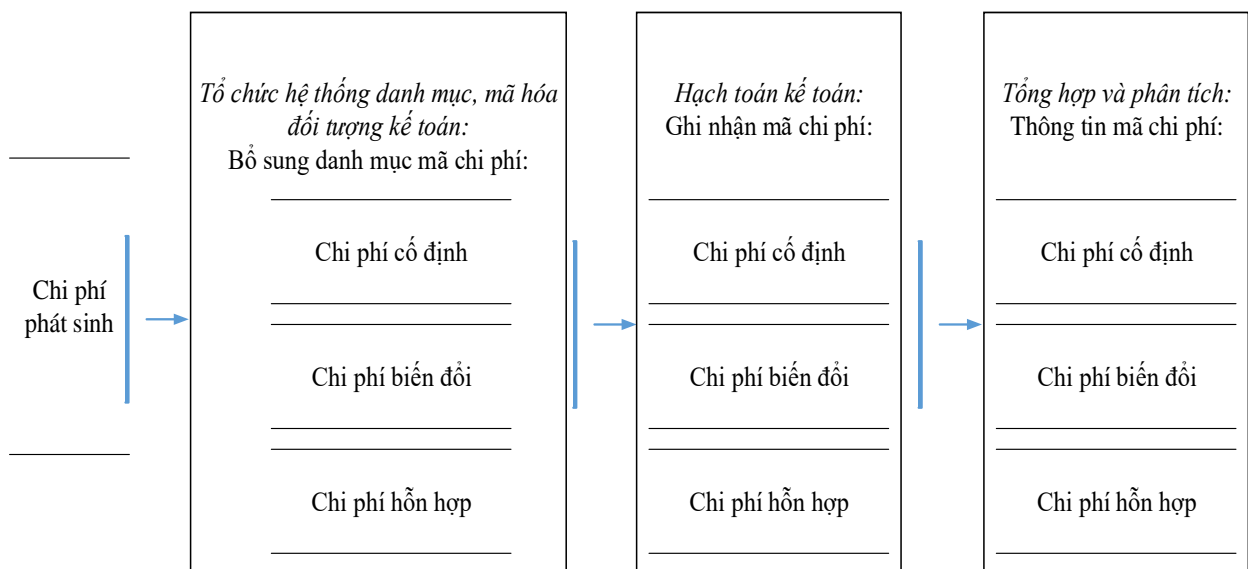 Chi phí
phát sinh
Tổ chức hệ thống danh mục, mã hóa
đối tượng kế toán:
Bổ sung danh mục mã chi phí:
Chi phí cố định
Chi phí biến đổi
Chi phí hỗn hợp
Hạch toán kế toán:
Ghi nhận mã chi phí:
Chi phí cố định
Chi phí biến đổi
Chi phí hỗn hợp
Tổng hợp và phân tích:
Thông tin mã chi phí:
Chi phí cố định
Chi phí biến đổi
Chi phí hỗn hợp